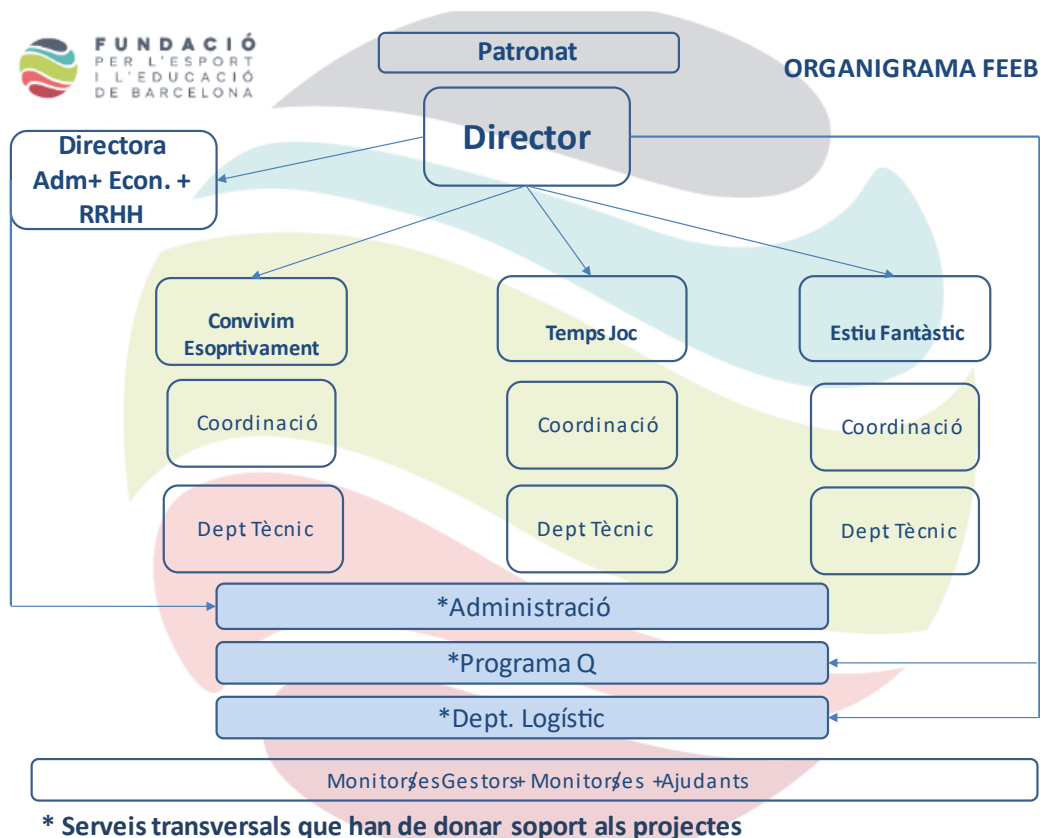 FUNDACIÓ
PER L'ESPORT
I L'EDUCACIÓ
DE BARCELONA
Patronat
ORGANIGRAMA FEEB
Director
Directora
Adm+ Econ. +
RRHH
Convivim
Esoprtivament
Temps Joc
Estiu Fantàstic
Coordinació
Coordinació
Coordinació
Dept Tècnic
Dept Tècnic
Dept Tècnic
*Administració
*Programa Q
*Dept. Logístic
Monitors/es Gestors+ Monitors/es +Ajudants
* Serveis transversals que han de donar soport als projectes